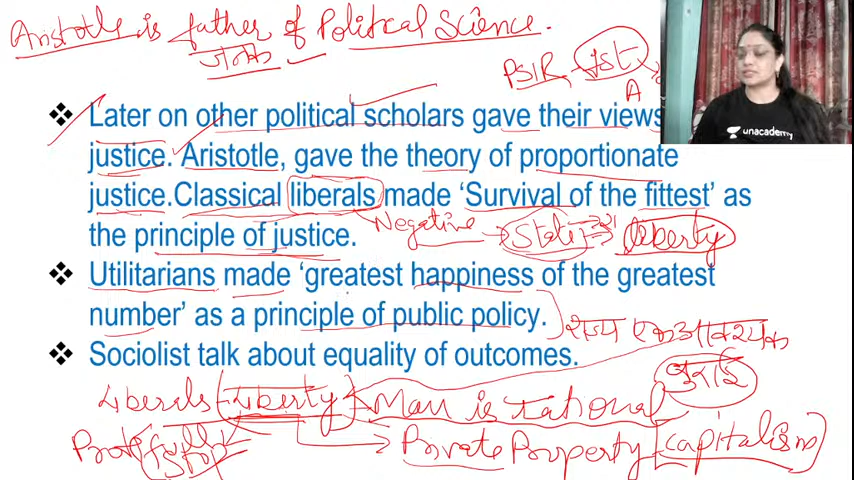 Aristotle is father of Political Science.
जनक
PSIR
A
unacademy
❖ Later on other political scholars gave their views
justice. Aristotle, gave the theory of proportionate
justice.Classical liberals made ‘Survival of the fittest’ as
Negative State liberty
the principle of justice.
❖ Utilitarians made ‘greatest happiness of the greatest
number’ as a principle of public policy.
राज्य एक आवश्यक
बुराई
❖ Sociolist talk about equality of outcomes.
Liberals Liberty Man is rational
Private Property capitalism